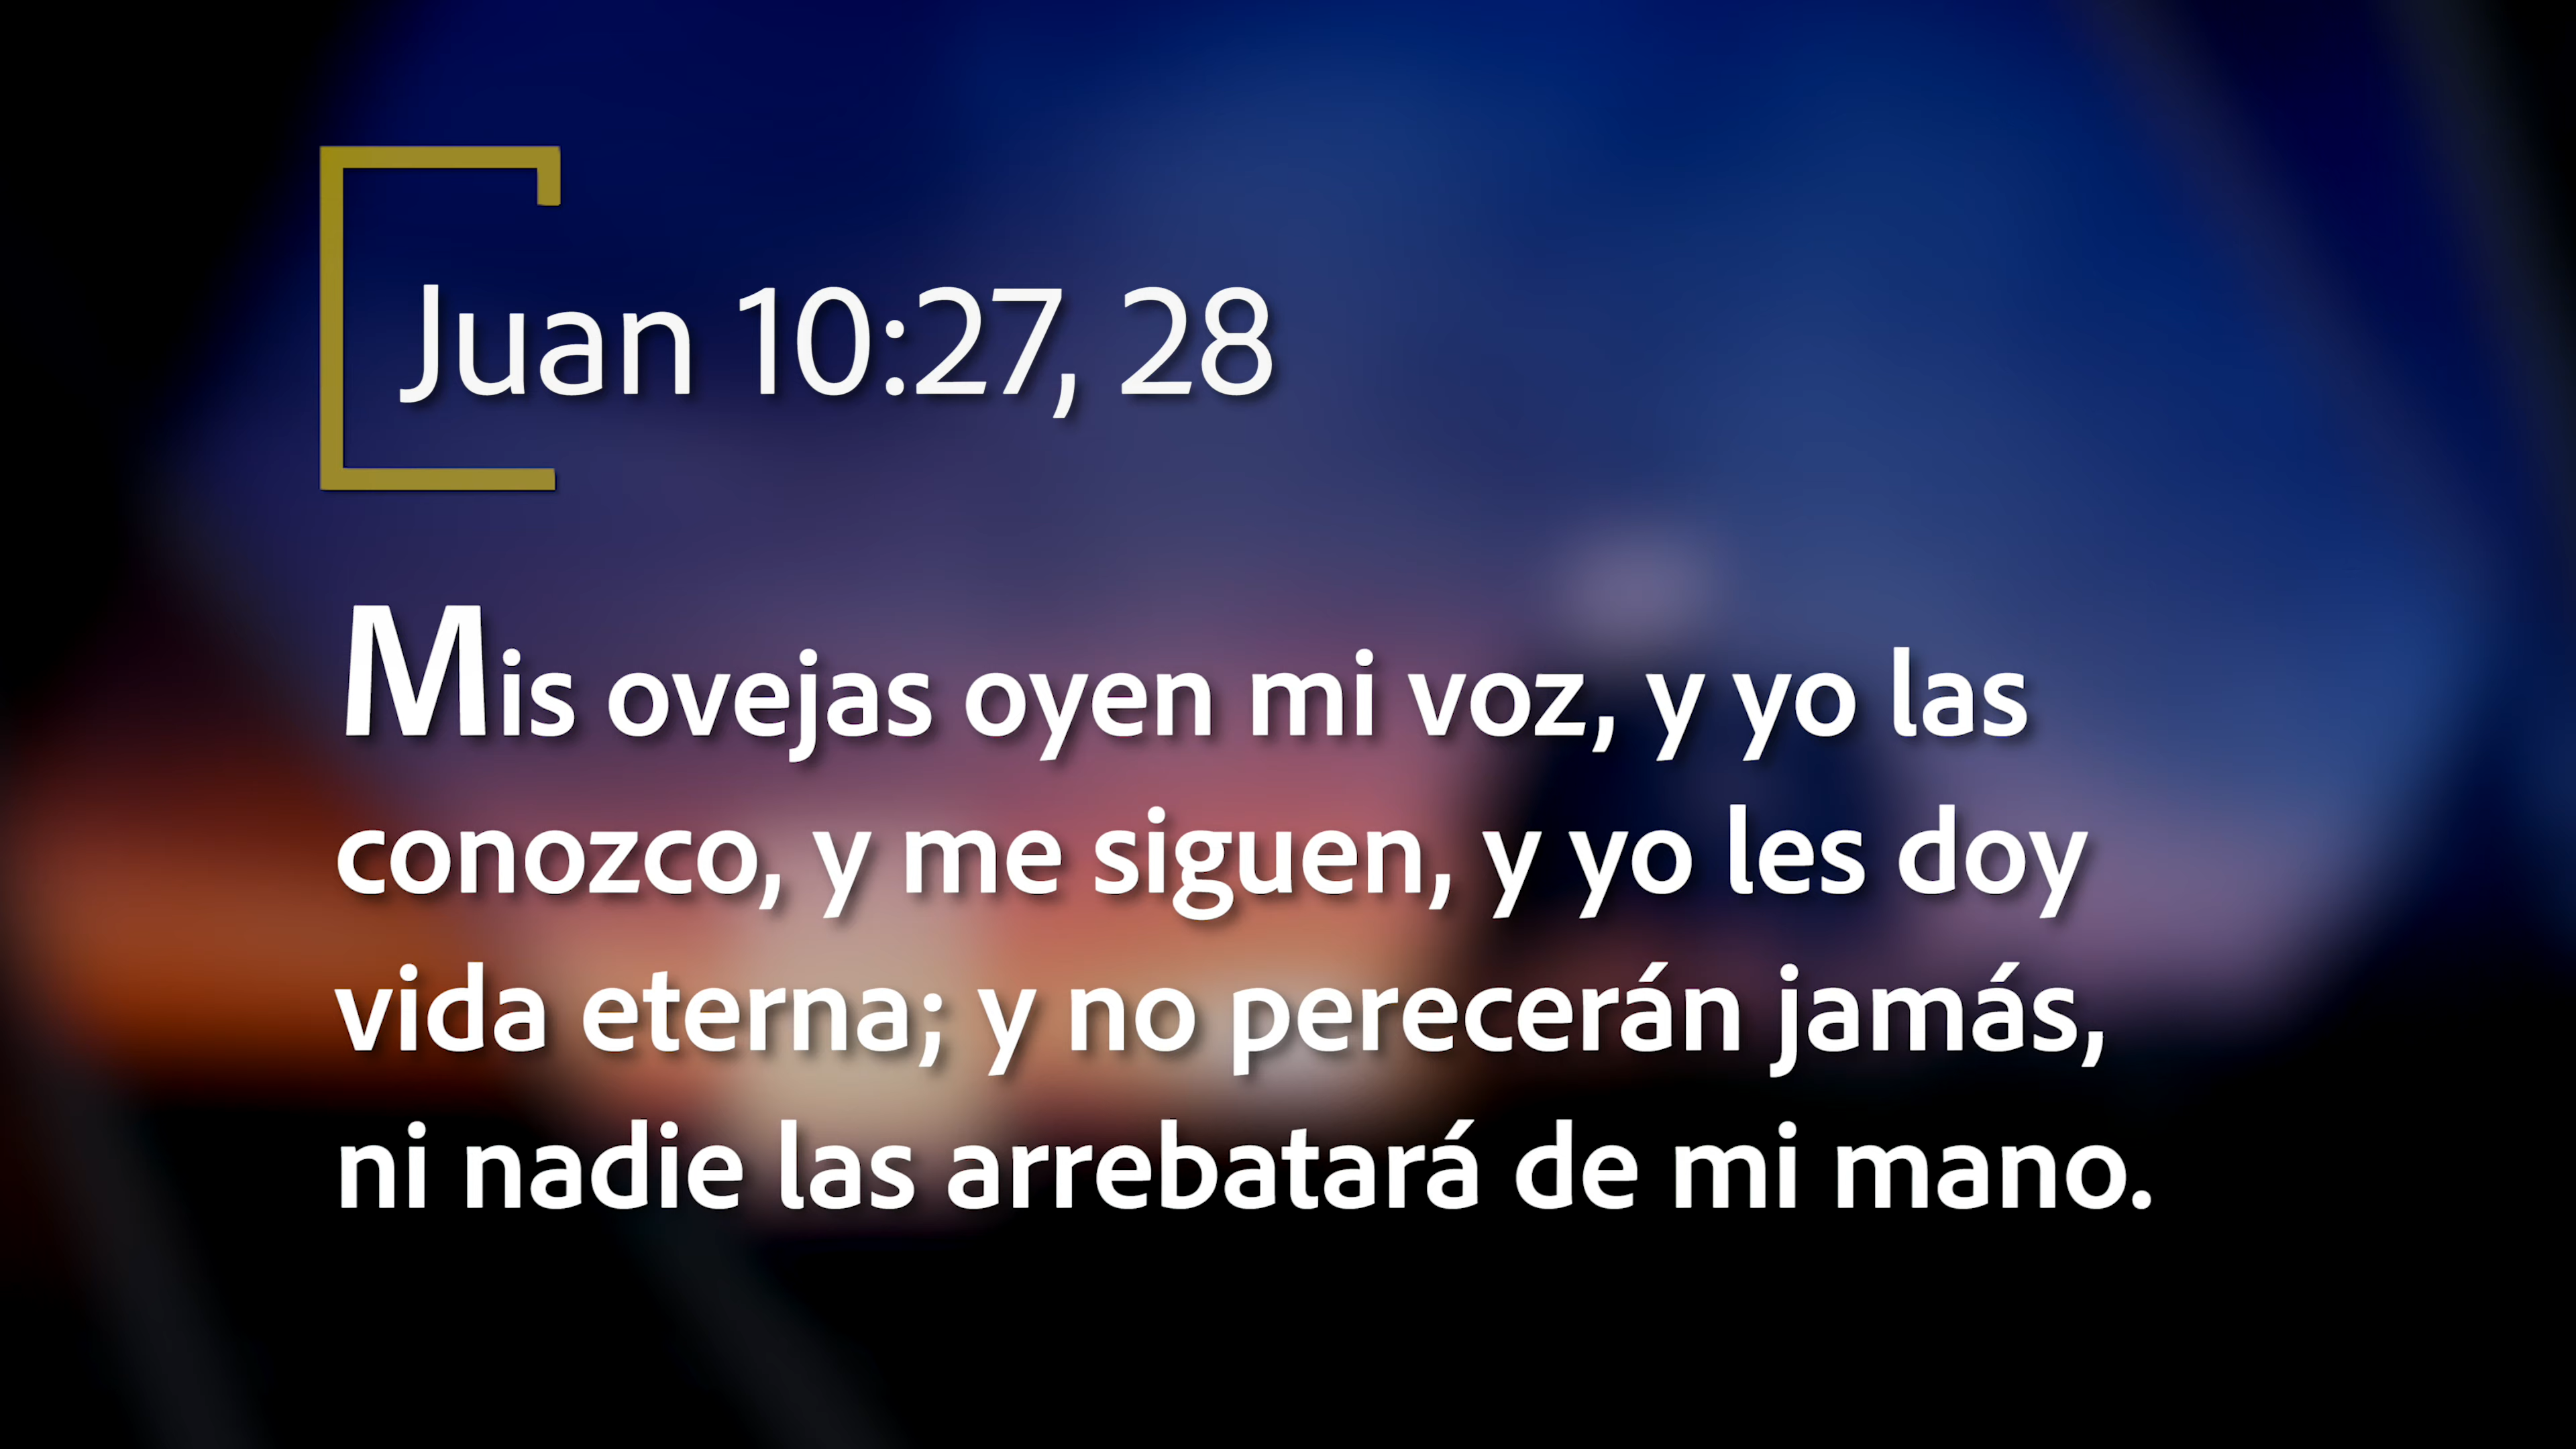 Juan 10:27, 28
Mis ovejas oyen mi voz, y yo las
conozco, y me siguen, y yo les doy
vida eterna; y no perecerán jamás,
ni nadie las arrebatará de mi mano.